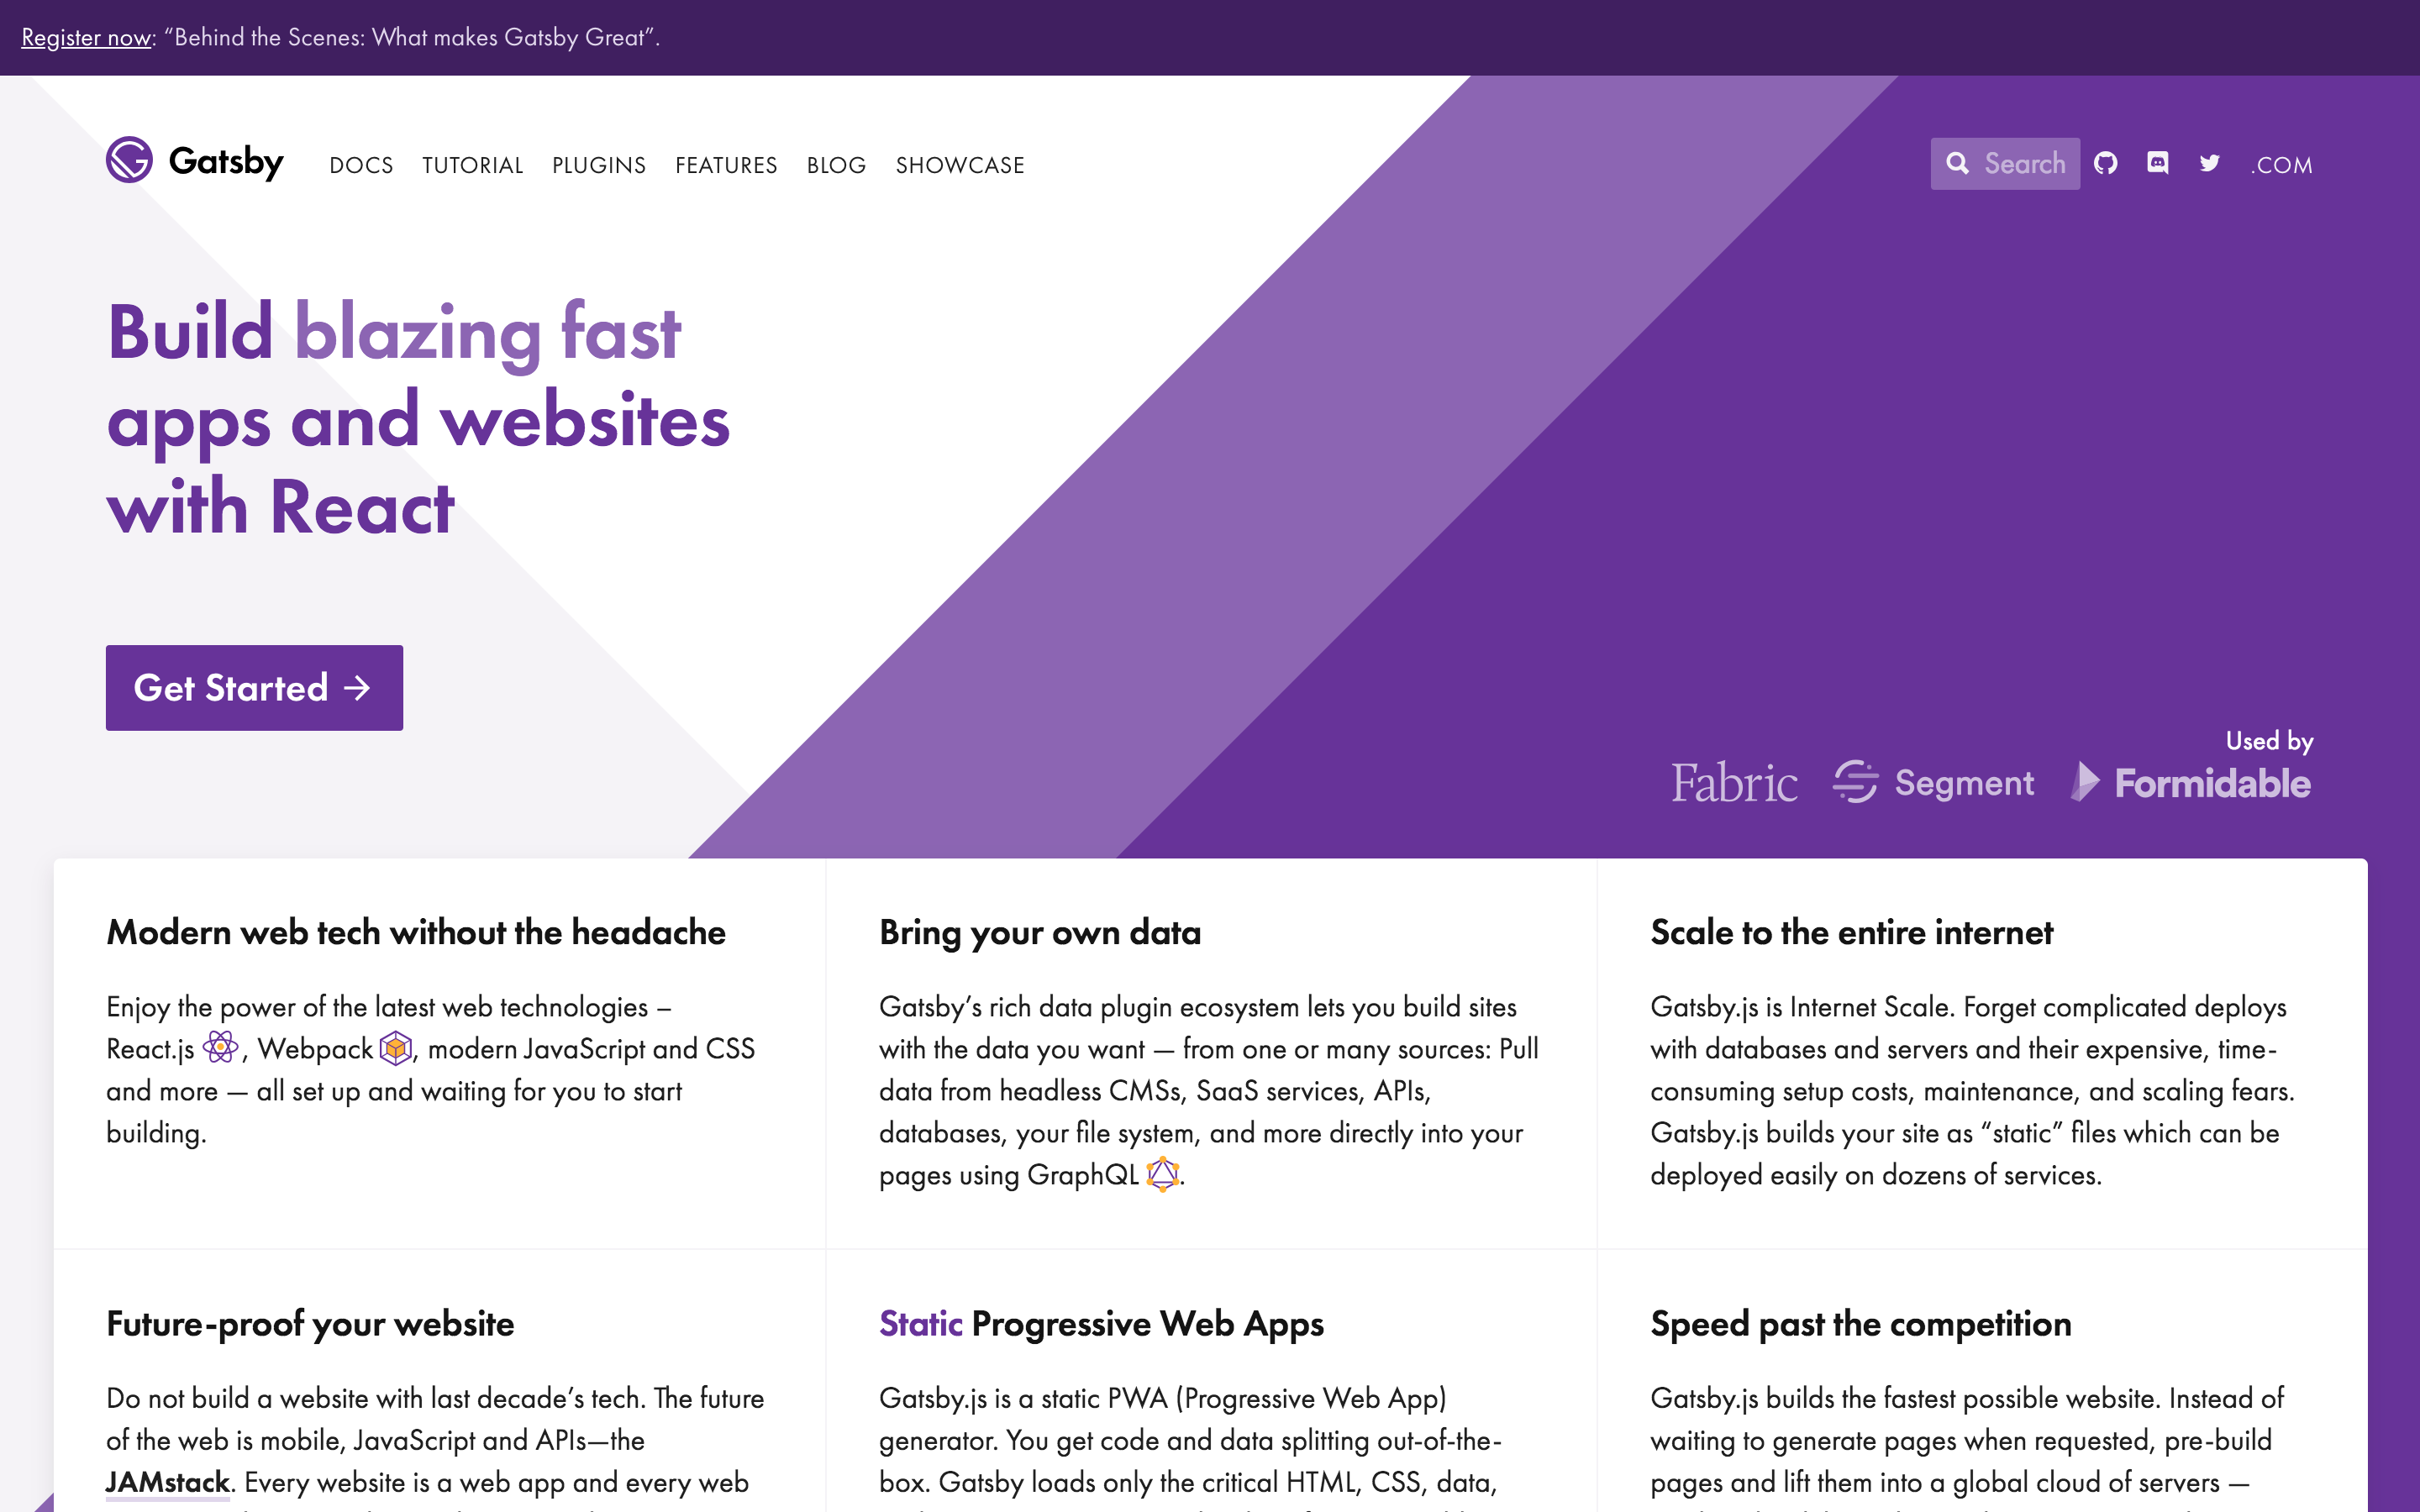 Register now: “Behind the Scenes: What makes Gatsby Great”.
Gatsby DOCS TUTORIAL PLUGINS FEATURES BLOG SHOWCASE Search .COM
Build blazing fast
apps and websites
with React
Get Started →
Used by
Fabric Segment Formidable
Modern web tech without the headache
Enjoy the power of the latest web technologies –
React.js , Webpack , modern JavaScript and CSS
and more — all set up and waiting for you to start
building.
Bring your own data
Gatsby’s rich data plugin ecosystem lets you build sites
with the data you want — from one or many sources: Pull
data from headless CMSs, SaaS services, APIs,
databases, your file system, and more directly into your
pages using GraphQL .
Scale to the entire internet
Gatsby.js is Internet Scale. Forget complicated deploys
with databases and servers and their expensive, time-
consuming setup costs, maintenance, and scaling fears.
Gatsby.js builds your site as “static” files which can be
deployed easily on dozens of services.
Future-proof your website
Do not build a website with last decade’s tech. The future
of the web is mobile, JavaScript and APIs—the
JAMstack. Every website is a web app and every web
Static Progressive Web Apps
Gatsby.js is a static PWA (Progressive Web App)
generator. You get code and data splitting out-of-the-
box. Gatsby loads only the critical HTML, CSS, data,
Speed past the competition
Gatsby.js builds the fastest possible website. Instead of
waiting to generate pages when requested, pre-build
pages and lift them into a global cloud of servers —